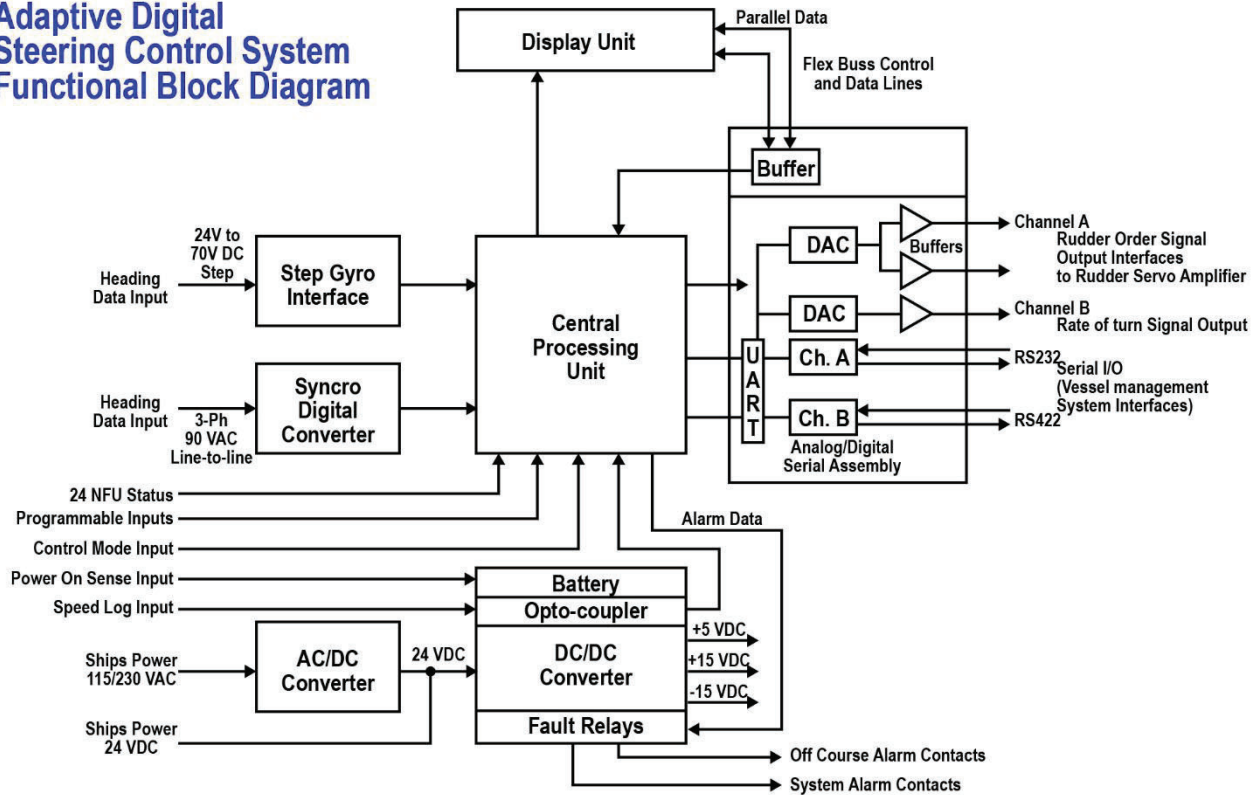 Adaptive Digital
Steering Control System
Functional Block Diagram
Display Unit
Parallel Data
Flex Buss Control
and Data Lines
Buffer
24V to
70V DC
Step
Heading
Data Input
Step Gyro
Interface
Central
Processing
Unit
DAC
Buffers
Channel A
Rudder Order Signal
Output Interfaces
to Rudder Servo Amplifier
DAC
Channel B
Rate of turn Signal Output
UART
Ch. A
RS232
Serial I/O
(Vessel management
System Interfaces)
Ch. B
RS422
Analog/Digital
Serial Assembly
Heading
Data Input
3-Ph
90 VAC
Line-to-line
Syncro
Digital
Converter
24 NFU Status
Programmable Inputs
Control Mode Input
Power On Sense Input
Speed Log Input
Alarm Data
Battery
Opto-coupler
Ships Power
115/230 VAC
AC/DC
Converter
24 VDC
DC/DC
Converter
+5 VDC
+15 VDC
-15 VDC
Ships Power
24 VDC
Fault Relays
Off Course Alarm Contacts
System Alarm Contacts